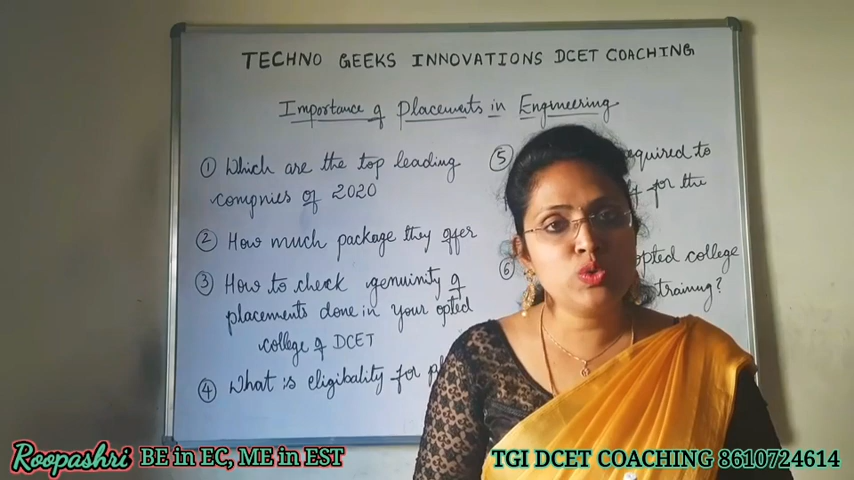 TECHNO GEEKS INNOVATIONS DCET COACHING
Importance of Placements in Engineering
① Which are the top leading
compnies of 2020
② How much package they offer
③ How to check genuinity of
placements done in your opted
college of DCET
④ What is eligibality for
⑤ required to
for the
⑥ opted college
training?
Roopashri BE in EC, ME in EST
TGI DCET COACHING 8610724614